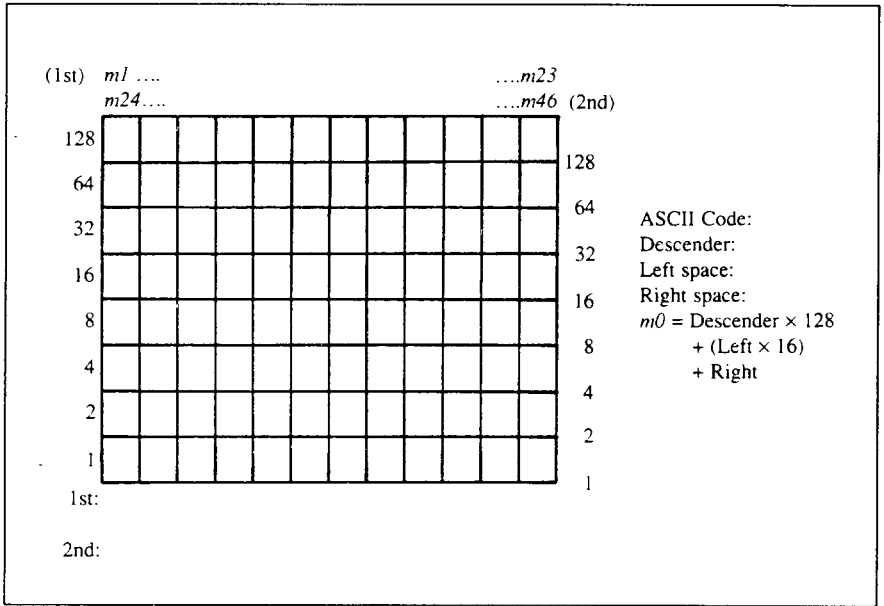 (1st) m1 .... ....m23
m24.... ....m46 (2nd)
128
64
32
16
8
4
2
1
128
64
32
16
8
4
2
1
ASCII Code:
Descender:
Left space:
Right space:
m0 = Descender × 128
+ (Left × 16)
+ Right
1st:
2nd: